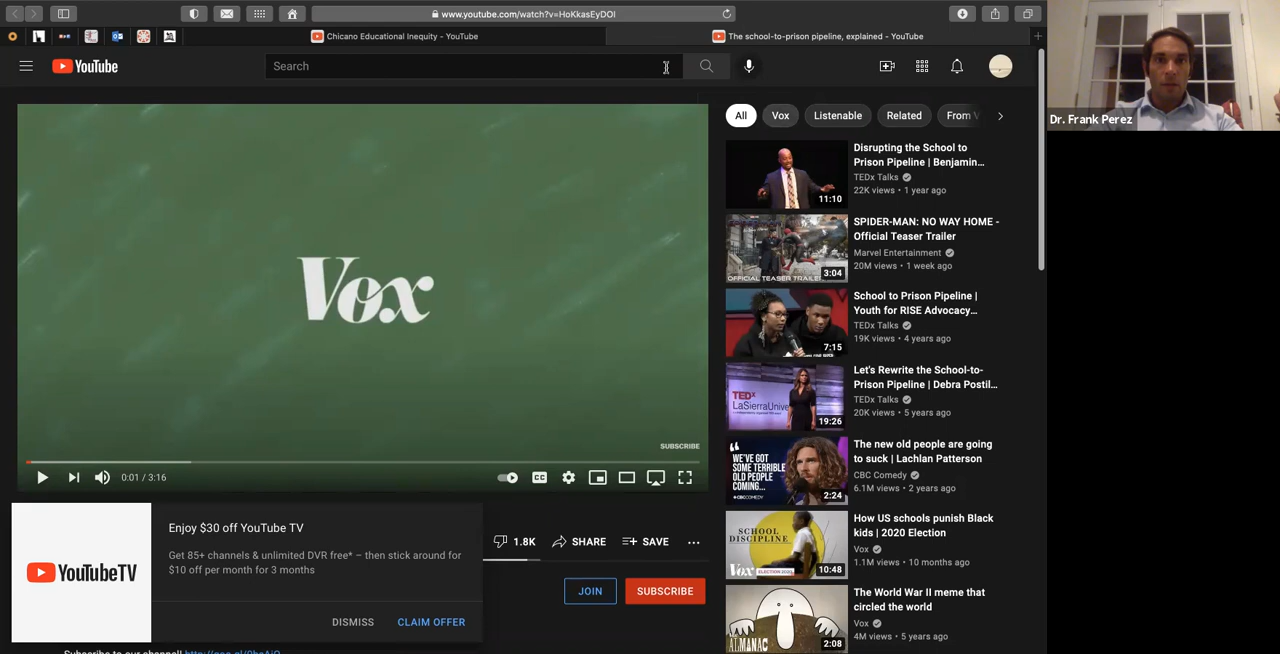 www.youtube.com/watch?v=HoKkasEyDOI
Chicano Educational Inequity - YouTube
The school-to-prison pipeline, explained - YouTube
YouTube
Search
Vox
SUBSCRIBE
0:01 / 3:16
CC
Enjoy $30 off YouTube TV
Get 85+ channels & unlimited DVR free* – then stick around for
$10 off per month for 3 months
YouTubeTV
DISMISS
CLAIM OFFER
1.8K
SHARE
SAVE
JOIN
SUBSCRIBE
All
Vox
Listenable
Related
From V
Disrupting the School to
Prison Pipeline | Benjamin...
TEDx Talks
22K views • 1 year ago
11:10
SPIDER-MAN: NO WAY HOME -
Official Teaser Trailer
Marvel Entertainment
20M views • 1 week ago
OFFICIAL TEASER TRAILER
3:04
School to Prison Pipeline |
Youth for RISE Advocacy...
TEDx Talks
19K views • 4 years ago
7:15
Let's Rewrite the School-to-
Prison Pipeline | Debra Postil...
TEDx Talks
20K views • 5 years ago
TEDx
LaSierraUnive
19:26
The new old people are going
to suck | Lachlan Patterson
CBC Comedy
6.1M views • 2 years ago
WE'VE GOT
SOME TERRIBLE
OLD PEOPLE
COMING...
2:24
How US schools punish Black
kids | 2020 Election
Vox
1.1M views • 10 months ago
SCHOOL
DISCIPLINE
Vox
ELECTION 2020
10:48
The World War II meme that
circled the world
Vox
4M views • 5 years ago
ALMANAC
2:08
Dr. Frank Perez